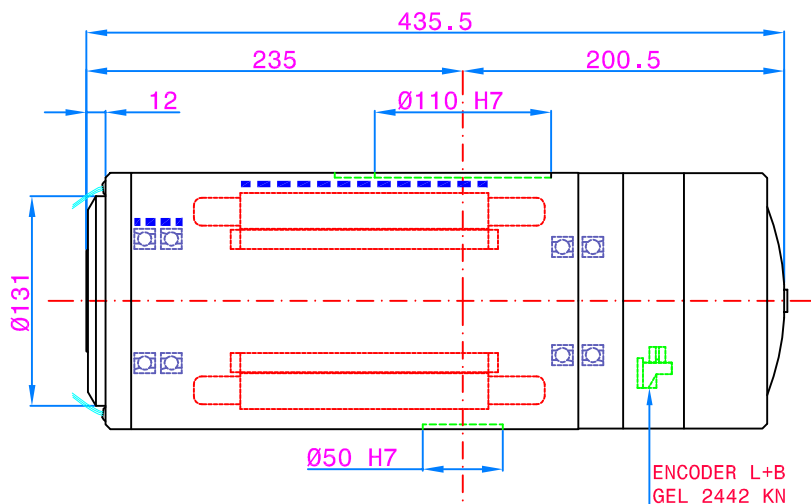 435.5
235
200.5
12
Ø110 H7
Ø131
Ø50 H7
ENCODER L+B
GEL 2442 KN